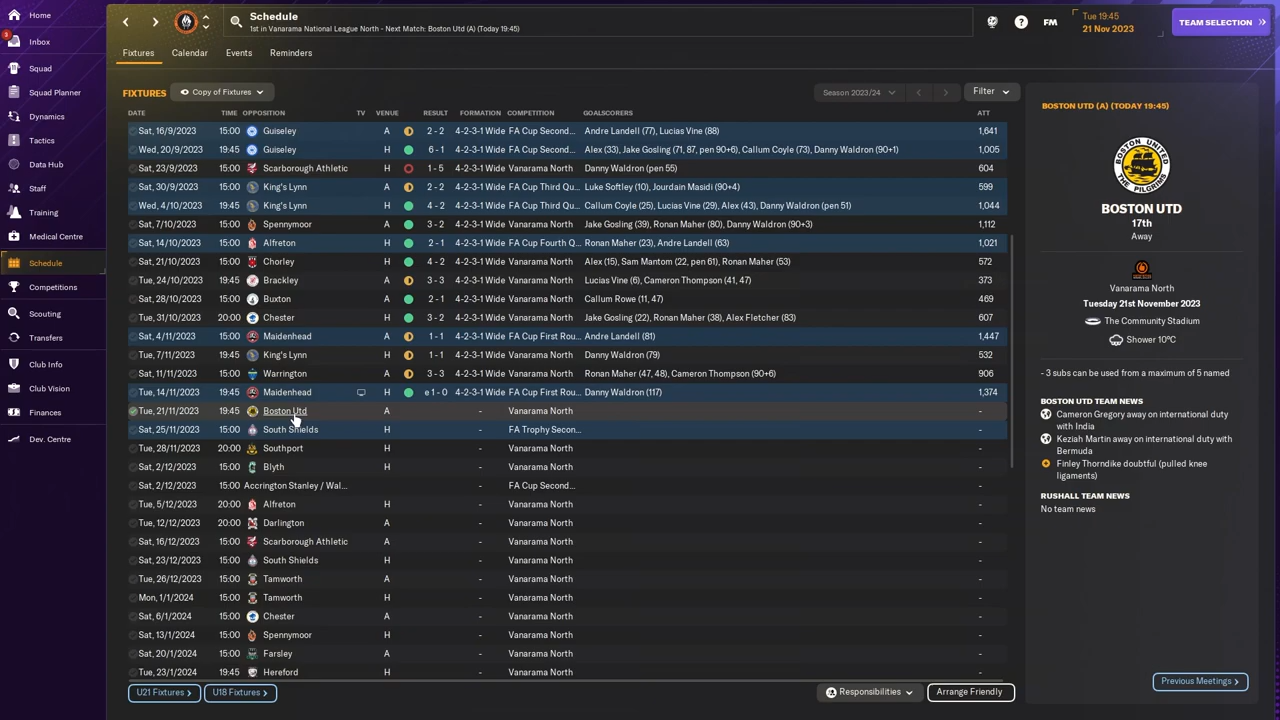 Home
3
Inbox
Squad
Squad Planner
Dynamics
Tactics
Data Hub
Staff
Training
Medical Centre
Schedule
Competitions
Scouting
Transfers
Club Info
Club Vision
Finances
Dev. Centre
Schedule
1st in Vanarama National League North - Next Match: Boston Utd (A) (Today 19:45)
?
FM
Tue 19:45
21 Nov 2023
TEAM SELECTION
Fixtures Calendar Events Reminders
FIXTURES Copy of Fixtures Season 2023/24 Filter
DATE TIME OPPOSITION TV VENUE RESULT FORMATION COMPETITION GOALSCORERS ATT
Sat, 16/9/2023 15:00 Guiseley A 2 - 2 4-2-3-1 Wide FA Cup Second... Andre Landell (77), Lucias Vine (88) 1,641
Wed, 20/9/2023 19:45 Guiseley H 6 - 1 4-2-3-1 Wide FA Cup Second... Alex (33), Jake Gosling (71, 87, pen 90+6), Callum Coyle (73), Danny Waldron (90+1) 1,005
Sat, 23/9/2023 15:00 Scarborough Athletic H 1 - 5 4-2-3-1 Wide Vanarama North Danny Waldron (pen 55) 604
Sat, 30/9/2023 15:00 King's Lynn A 2 - 2 4-2-3-1 Wide FA Cup Third Qu... Luke Softley (10), Jourdain Masidi (90+4) 599
Wed, 4/10/2023 19:45 King's Lynn H 4 - 2 4-2-3-1 Wide FA Cup Third Qu... Callum Coyle (25), Lucias Vine (29), Alex (43), Danny Waldron (pen 51) 1,044
Sat, 7/10/2023 15:00 Spennymoor A 3 - 2 4-2-3-1 Wide Vanarama North Jake Gosling (39), Ronan Maher (80), Danny Waldron (90+3) 1,112
Sat, 14/10/2023 15:00 Alfreton H 2 - 1 4-2-3-1 Wide FA Cup Fourth Q... Ronan Maher (23), Andre Landell (63) 1,021
Sat, 21/10/2023 15:00 Chorley H 4 - 2 4-2-3-1 Wide Vanarama North Alex (15), Sam Mantom (22, pen 61), Ronan Maher (53) 572
Tue, 24/10/2023 19:45 Brackley A 3 - 3 4-2-3-1 Wide Vanarama North Lucias Vine (6), Cameron Thompson (41, 47) 373
Sat, 28/10/2023 15:00 Buxton A 2 - 1 4-2-3-1 Wide Vanarama North Callum Rowe (11, 47) 469
Tue, 31/10/2023 20:00 Chester H 3 - 2 4-2-3-1 Wide Vanarama North Jake Gosling (22), Ronan Maher (38), Alex Fletcher (83) 607
Sat, 4/11/2023 15:00 Maidenhead A 1 - 1 4-2-3-1 Wide FA Cup First Rou... Andre Landell (81) 1,447
Tue, 7/11/2023 19:45 King's Lynn H 1 - 1 4-2-3-1 Wide Vanarama North Danny Waldron (79) 532
Sat, 11/11/2023 15:00 Warrington A 3 - 3 4-2-3-1 Wide Vanarama North Ronan Maher (47, 48), Cameron Thompson (90+6) 906
Tue, 14/11/2023 19:45 Maidenhead H e 1 - 0 4-2-3-1 Wide FA Cup First Rou... Danny Waldron (117) 1,374
Tue, 21/11/2023 19:45 Boston Utd A - Vanarama North -
Sat, 25/11/2023 15:00 South Shields H - FA Trophy Secon... -
Tue, 28/11/2023 20:00 Southport H - Vanarama North -
Sat, 2/12/2023 15:00 Blyth H - Vanarama North -
Sat, 2/12/2023 15:00 Accrington Stanley / Wal... - FA Cup Second... -
Tue, 5/12/2023 20:00 Alfreton H - Vanarama North -
Tue, 12/12/2023 20:00 Darlington A - Vanarama North -
Sat, 16/12/2023 15:00 Scarborough Athletic A - Vanarama North -
Sat, 23/12/2023 15:00 South Shields H - Vanarama North -
Tue, 26/12/2023 15:00 Tamworth A - Vanarama North -
Mon, 1/1/2024 15:00 Tamworth H - Vanarama North -
Sat, 6/1/2024 15:00 Chester A - Vanarama North -
Sat, 13/1/2024 15:00 Spennymoor H - Vanarama North -
Sat, 20/1/2024 15:00 Farsley A - Vanarama North -
Tue, 23/1/2024 19:45 Hereford H - Vanarama North -
U21 Fixtures U18 Fixtures Responsibilities Arrange Friendly
BOSTON UTD (A) (TODAY 19:45)
BOSTON UNITED
THE PILGRIMS
BOSTON UTD
17th
Away
Vanarama North
Tuesday 21st November 2023
The Community Stadium
Shower 10ºC
- 3 subs can be used from a maximum of 5 named
BOSTON UTD TEAM NEWS
Cameron Gregory away on international duty
with India
Keziah Martin away on international duty with
Bermuda
Finley Thorndike doubtful (pulled knee
ligaments)
RUSHALL TEAM NEWS
No team news
Previous Meetings